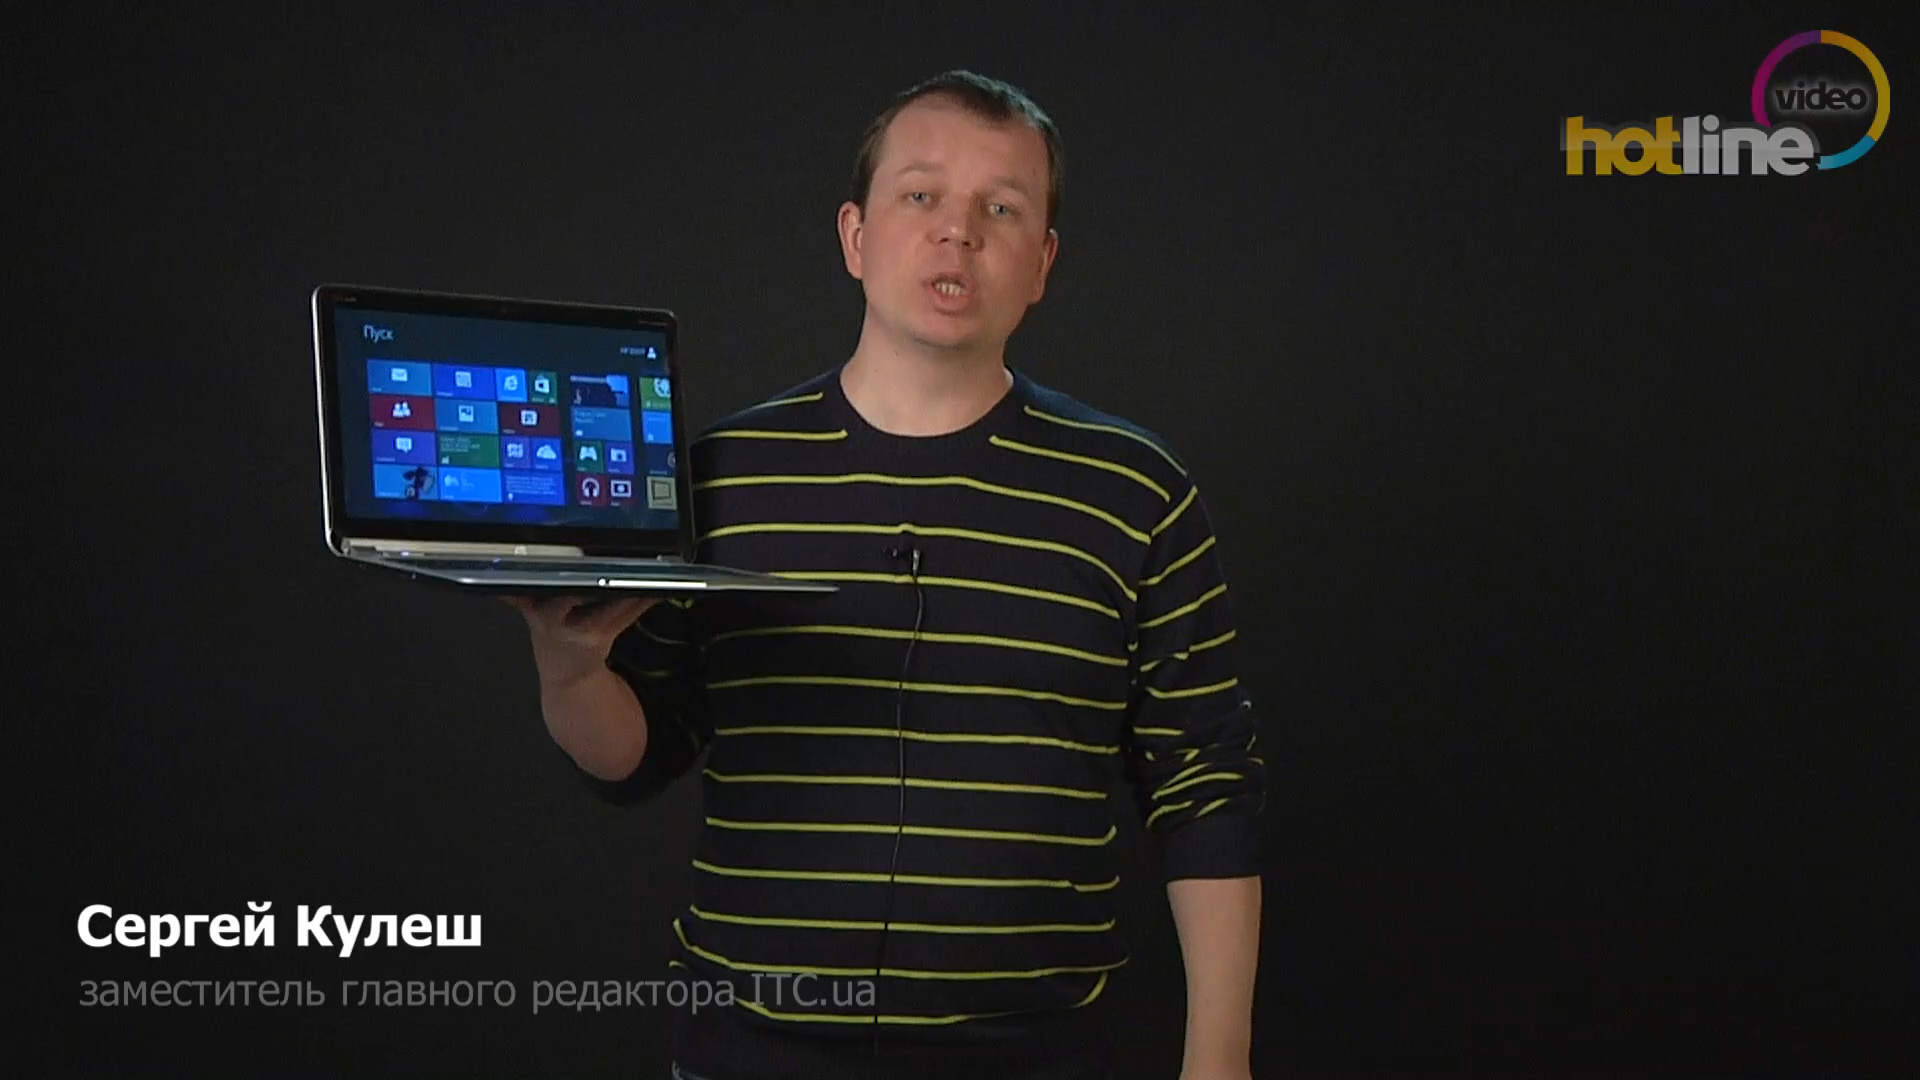 video
hotline
Пуск
Сергей Кулеш
заместитель главного редактора ITC.ua